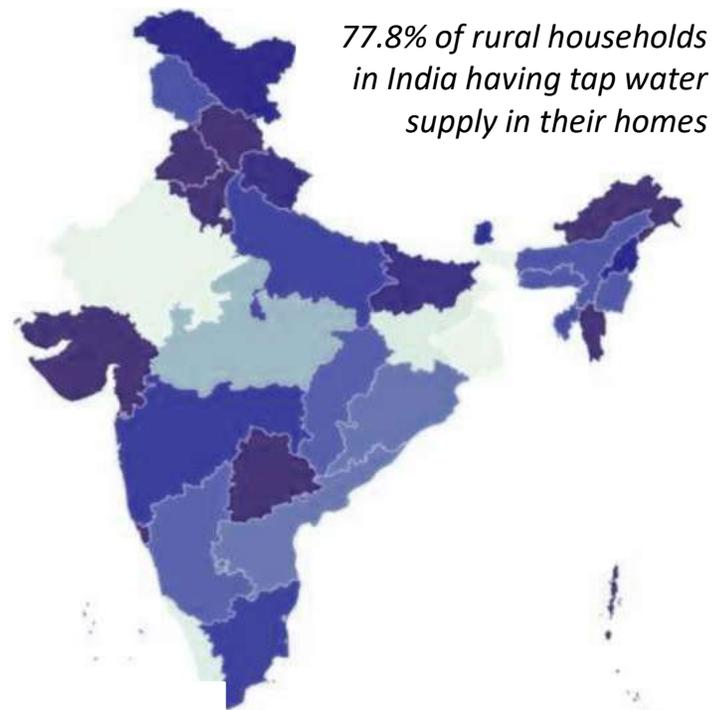 77.8% of rural households
in India having tap water
supply in their homes